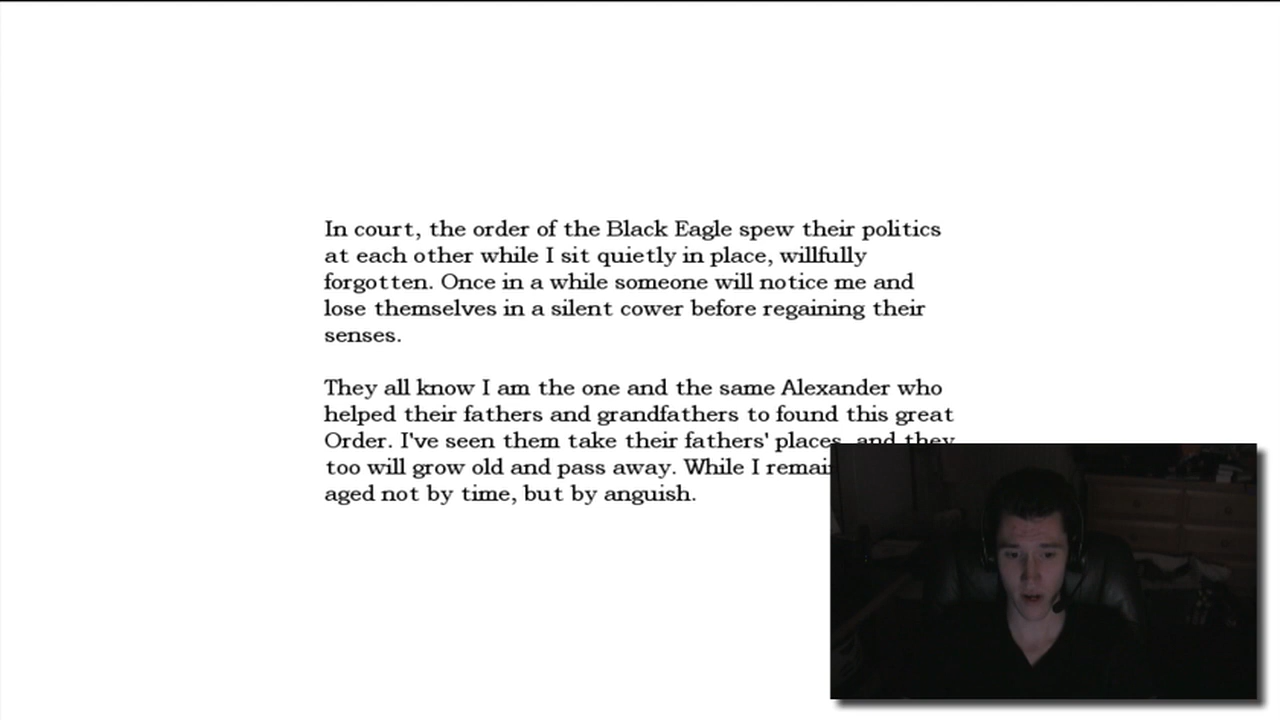 In court, the order of the Black Eagle spew their politics
at each other while I sit quietly in place, willfully
forgotten. Once in a while someone will notice me and
lose themselves in a silent cower before regaining their
senses.
They all know I am the one and the same Alexander who
helped their fathers and grandfathers to found this great
Order. I've seen them take their fathers' places, and they
too will grow old and pass away. While I
aged not by time, but by anguish.